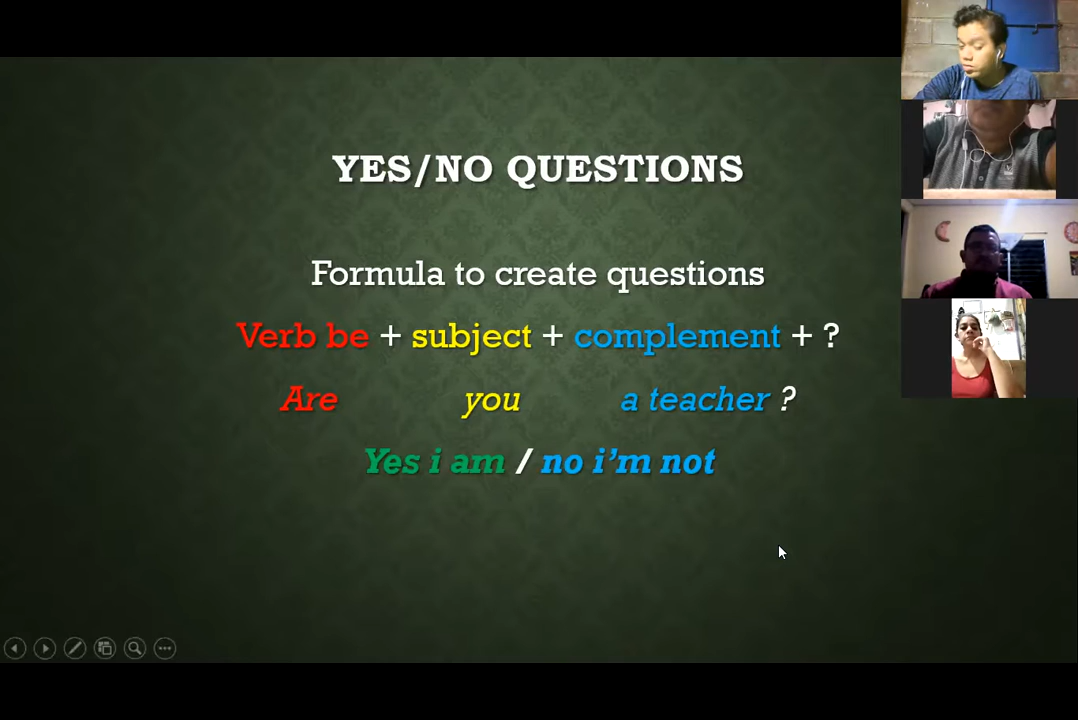 YES/NO QUESTIONS
Formula to create questions
Verb be + subject + complement + ?
Are you a teacher ?
Yes i am / no i'm not